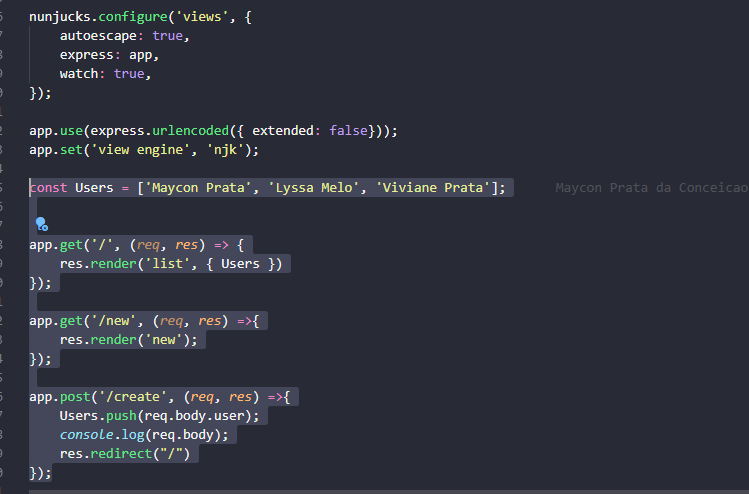 nunjucks.configure('views', {
    autoescape: true,
    express: app,
    watch: true,
});
app.use(express.urlencoded({ extended: false}));
app.set('view engine', 'njk');
const Users = ['Maycon Prata', 'Lyssa Melo', 'Viviane Prata'];    Maycon Prata da Conceicao
app.get('/', (req, res) => {
    res.render('list', { Users })
});
app.get('/new', (req, res) =>{
    res.render('new');
});
app.post('/create', (req, res) =>{
    Users.push(req.body.user);
    console.log(req.body);
    res.redirect("/")
});